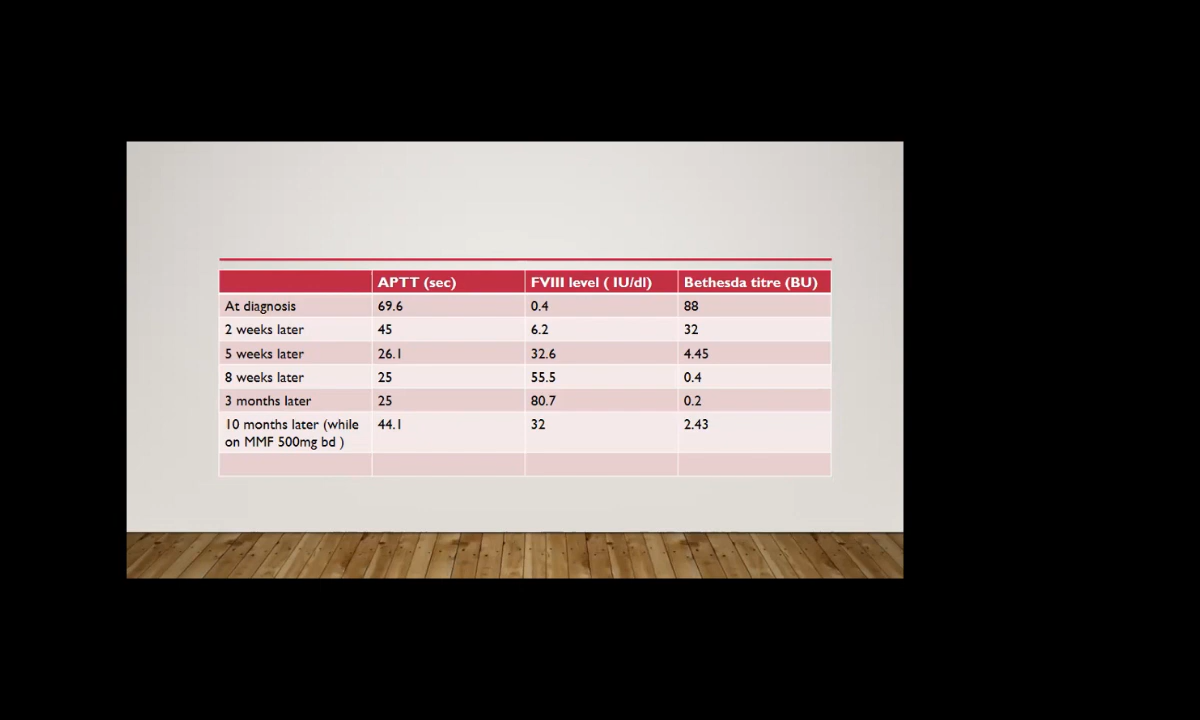 APTT (sec) FVIII level ( IU/dl) Bethesda titre (BU)
At diagnosis 69.6 0.4 88
2 weeks later 45 6.2 32
5 weeks later 26.1 32.6 4.45
8 weeks later 25 55.5 0.4
3 months later 25 80.7 0.2
10 months later (while 44.1 32 2.43
on MMF 500mg bd )